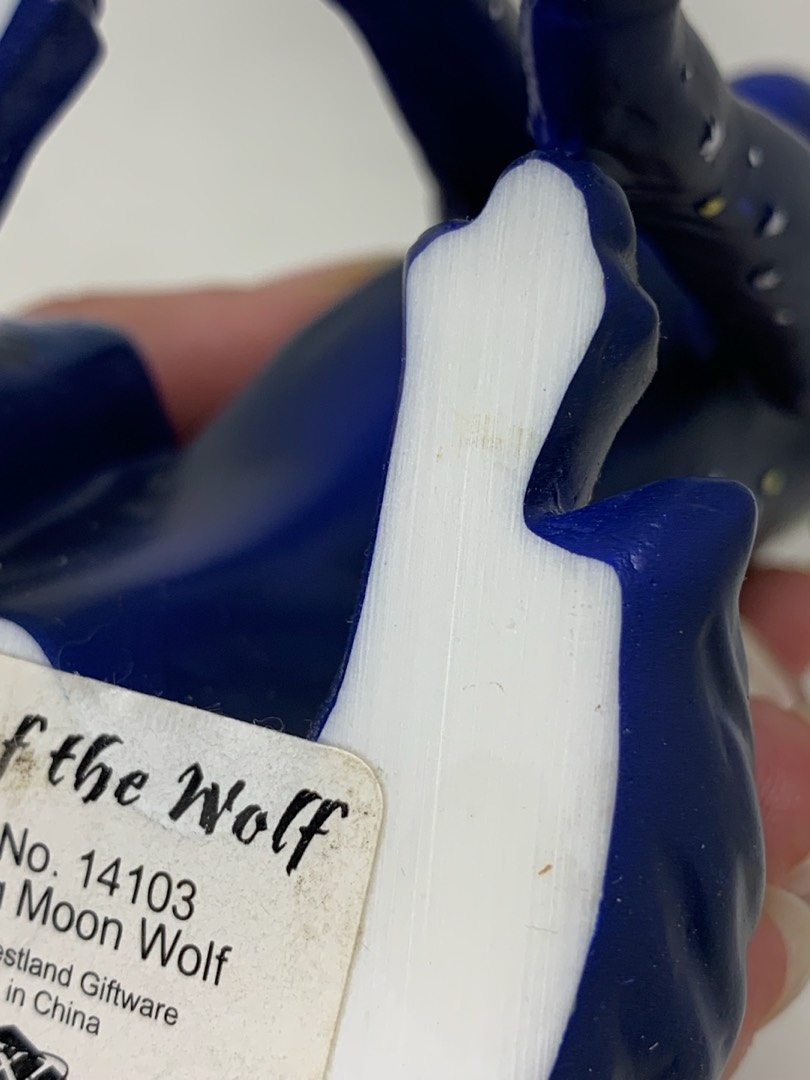 f the Wolf
No. 14103
Moon Wolf
estland Giftware
in China